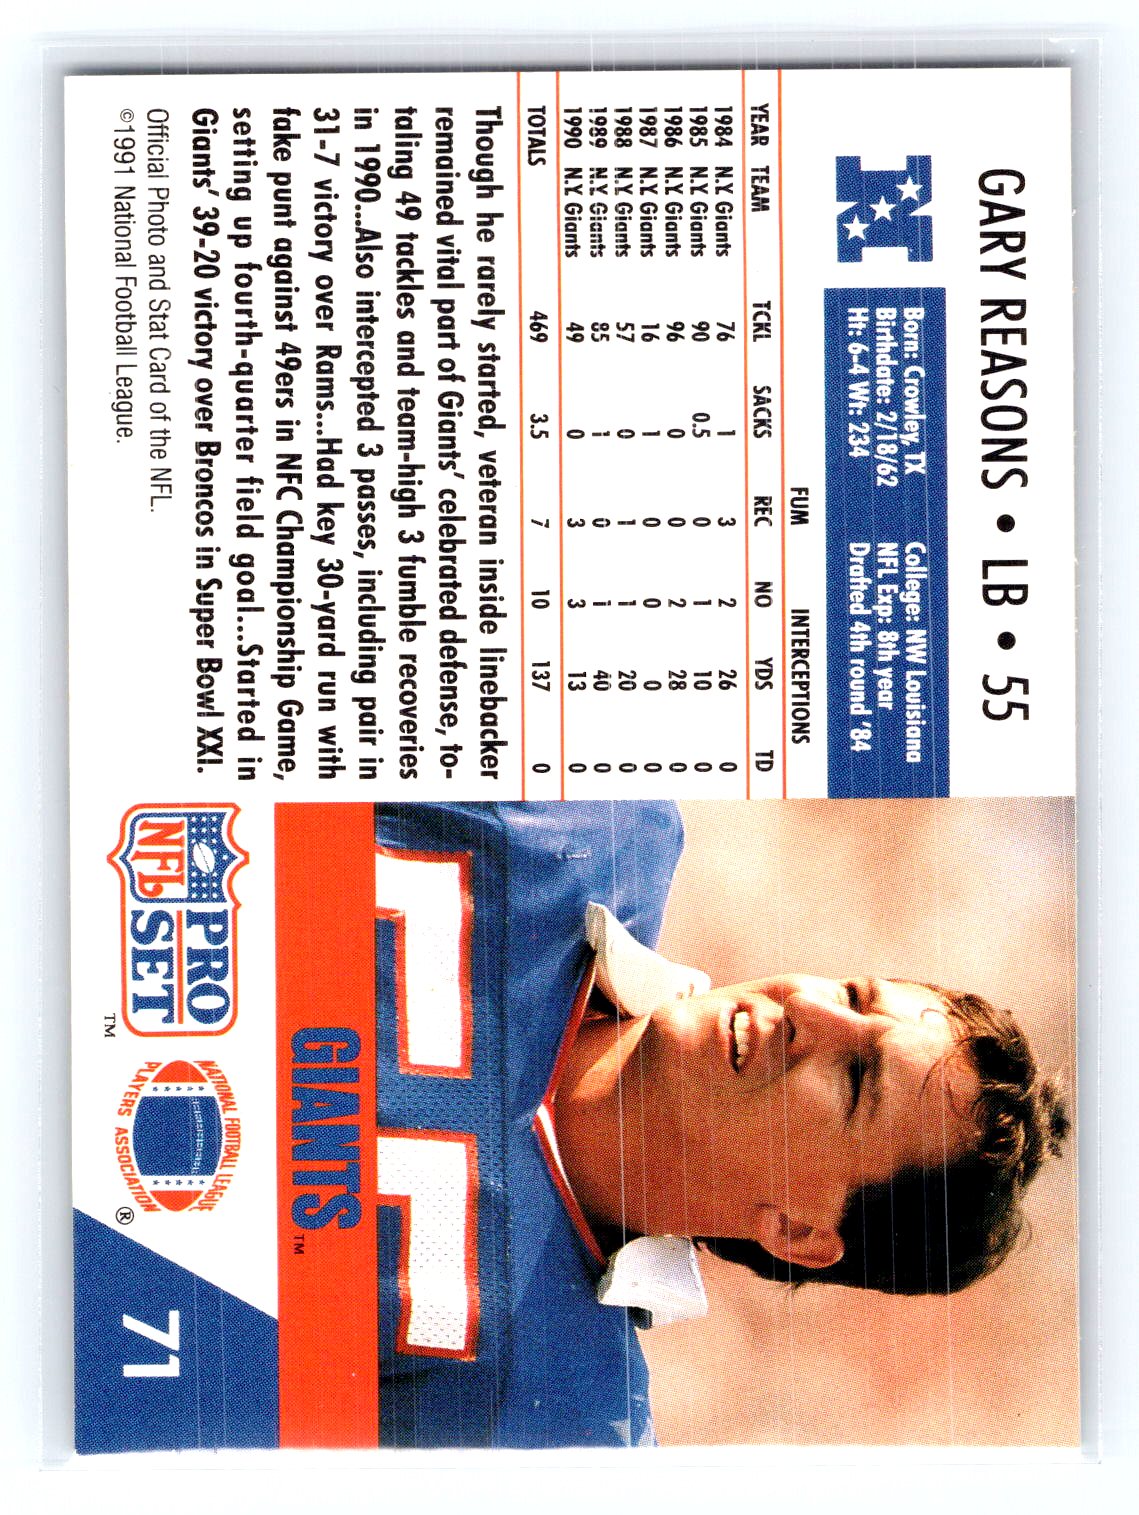 GARY REASONS • LB • 55
Born: Crowley, TX College: NW Louisiana
Birthdate: 2/18/62 NFL Exp: 8th year
Ht: 6-4 Wt: 234 Drafted 4th round '84
FUM INTERCEPTIONS
YEAR TEAM TCKL SACKS REC NO YDS TD
1984 N.Y. Giants 76 1 3 2 26 0
1985 N.Y. Giants 90 0.5 0 1 10 0
1986 N.Y. Giants 96 0 0 2 28 0
1987 N.Y. Giants 16 1 0 0 0 0
1988 N.Y. Giants 57 0 1 1 20 0
1989 N.Y. Giants 85 1 0 1 40 0
1990 N.Y. Giants 49 0 3 3 13 0
TOTALS 469 3.5 7 10 137 0
Though he rarely started, veteran inside linebacker
remained vital part of Giants' celebrated defense, to-
taling 49 tackles and team-high 3 fumble recoveries
in 1990...Also intercepted 3 passes, including pair in
31-7 victory over Rams...Had key 30-yard run with
fake punt against 49ers in NFC Championship Game,
setting up fourth-quarter field goal...Started in
Giants' 39-20 victory over Broncos in Super Bowl XXI.
Official Photo and Stat Card of the NFL.
©1991 National Football League.
GIANTS™
PRO
NFL SET
™
NATIONAL FOOTBALL LEAGUE
PLAYERS ASSOCIATION
®
71